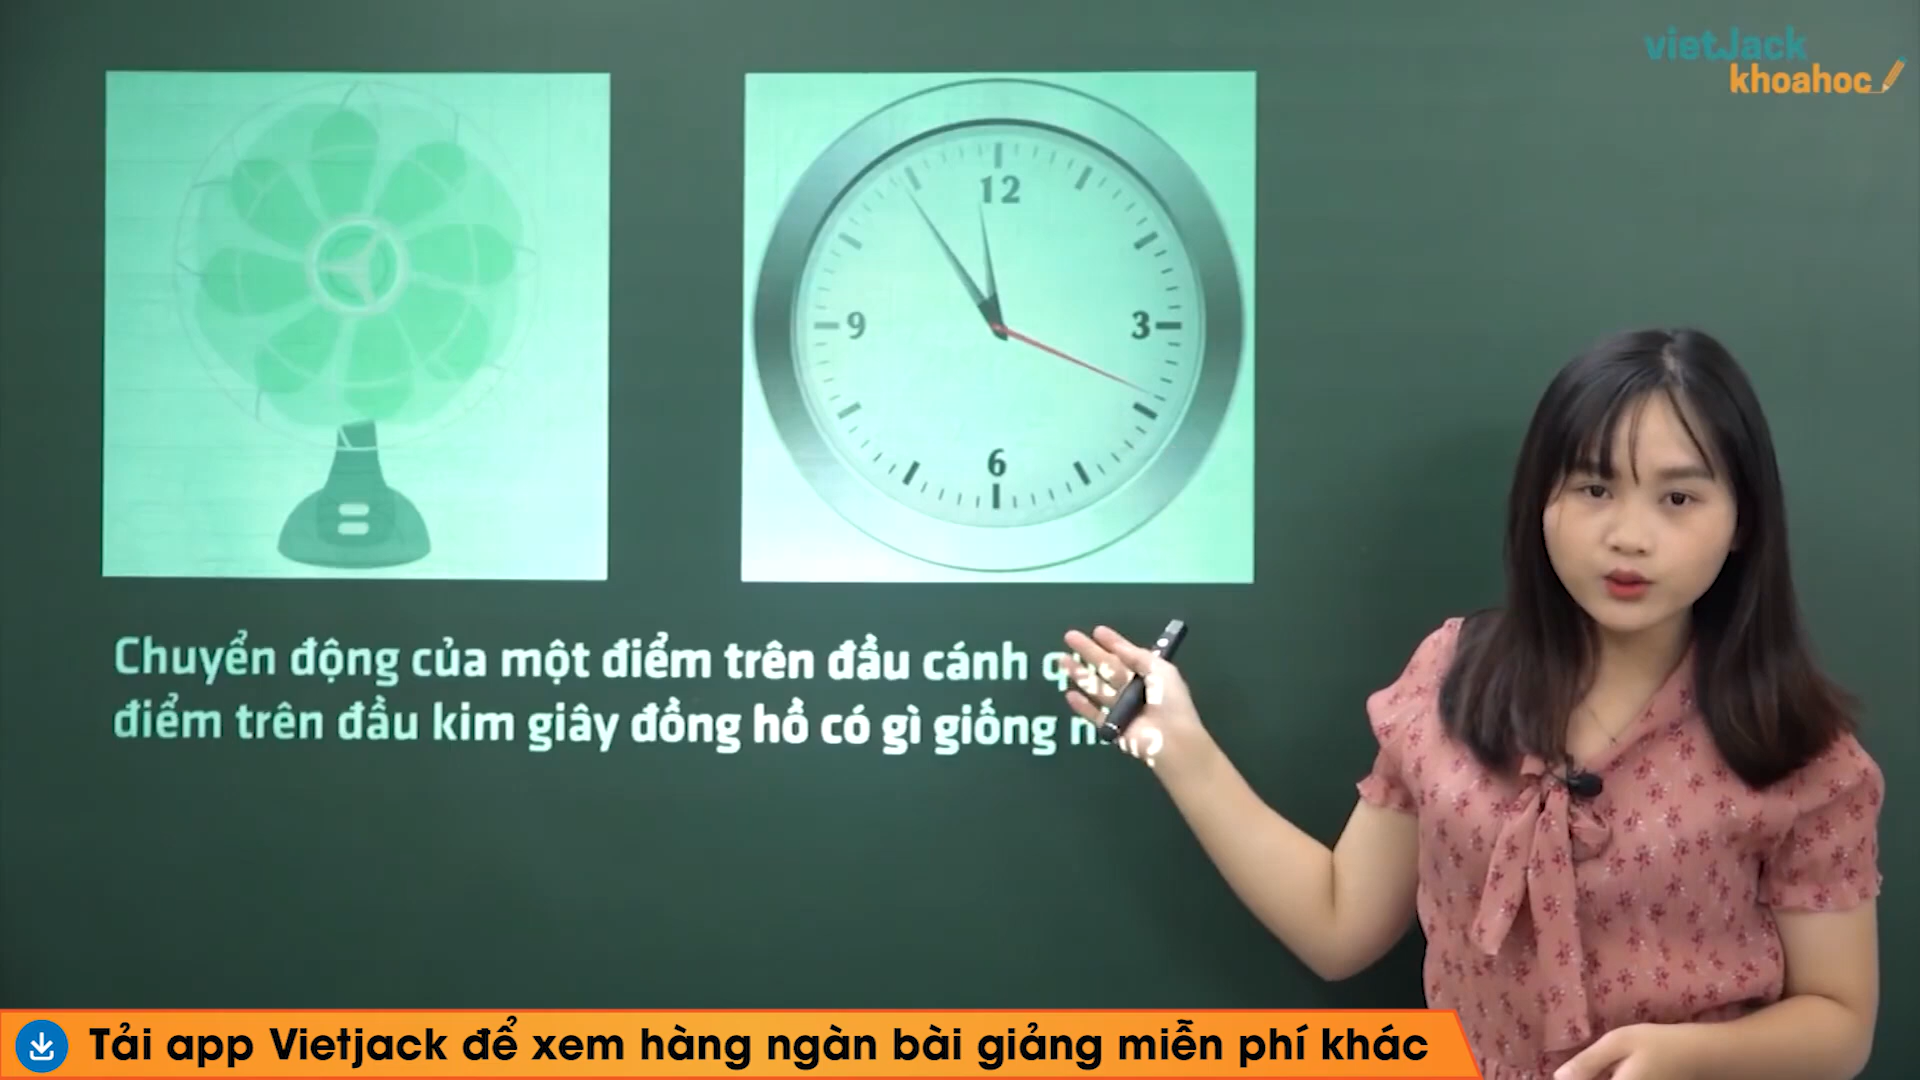 vietJack
khoahoc
12
9
3
6
Chuyển động của một điểm trên đầu cánh
điểm trên đầu kim giây đồng hồ có gì giống
Tải app Vietjack để xem hàng ngàn bài giảng miễn phí khác